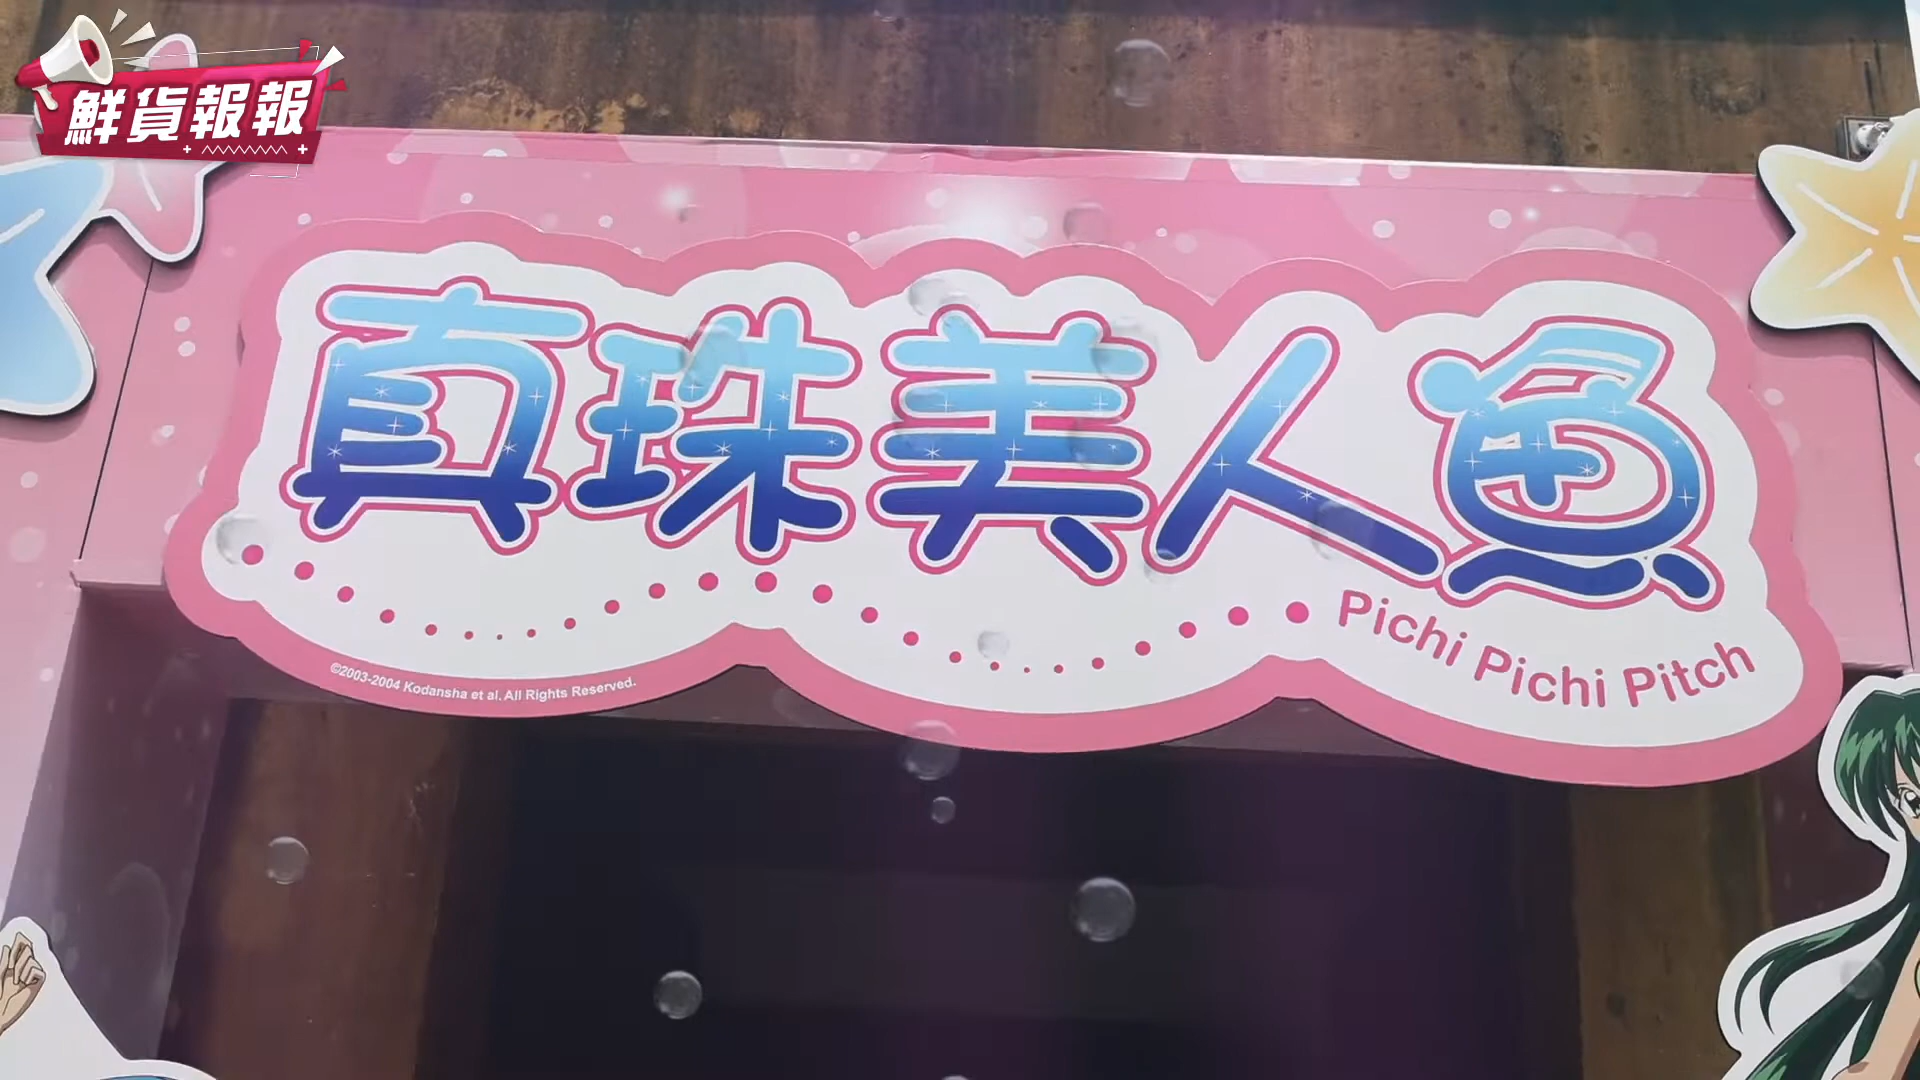 鮮貨報報
真珠美人魚
Pichi Pichi Pitch
©2003-2004 Kodansha et al. All Rights Reserved.